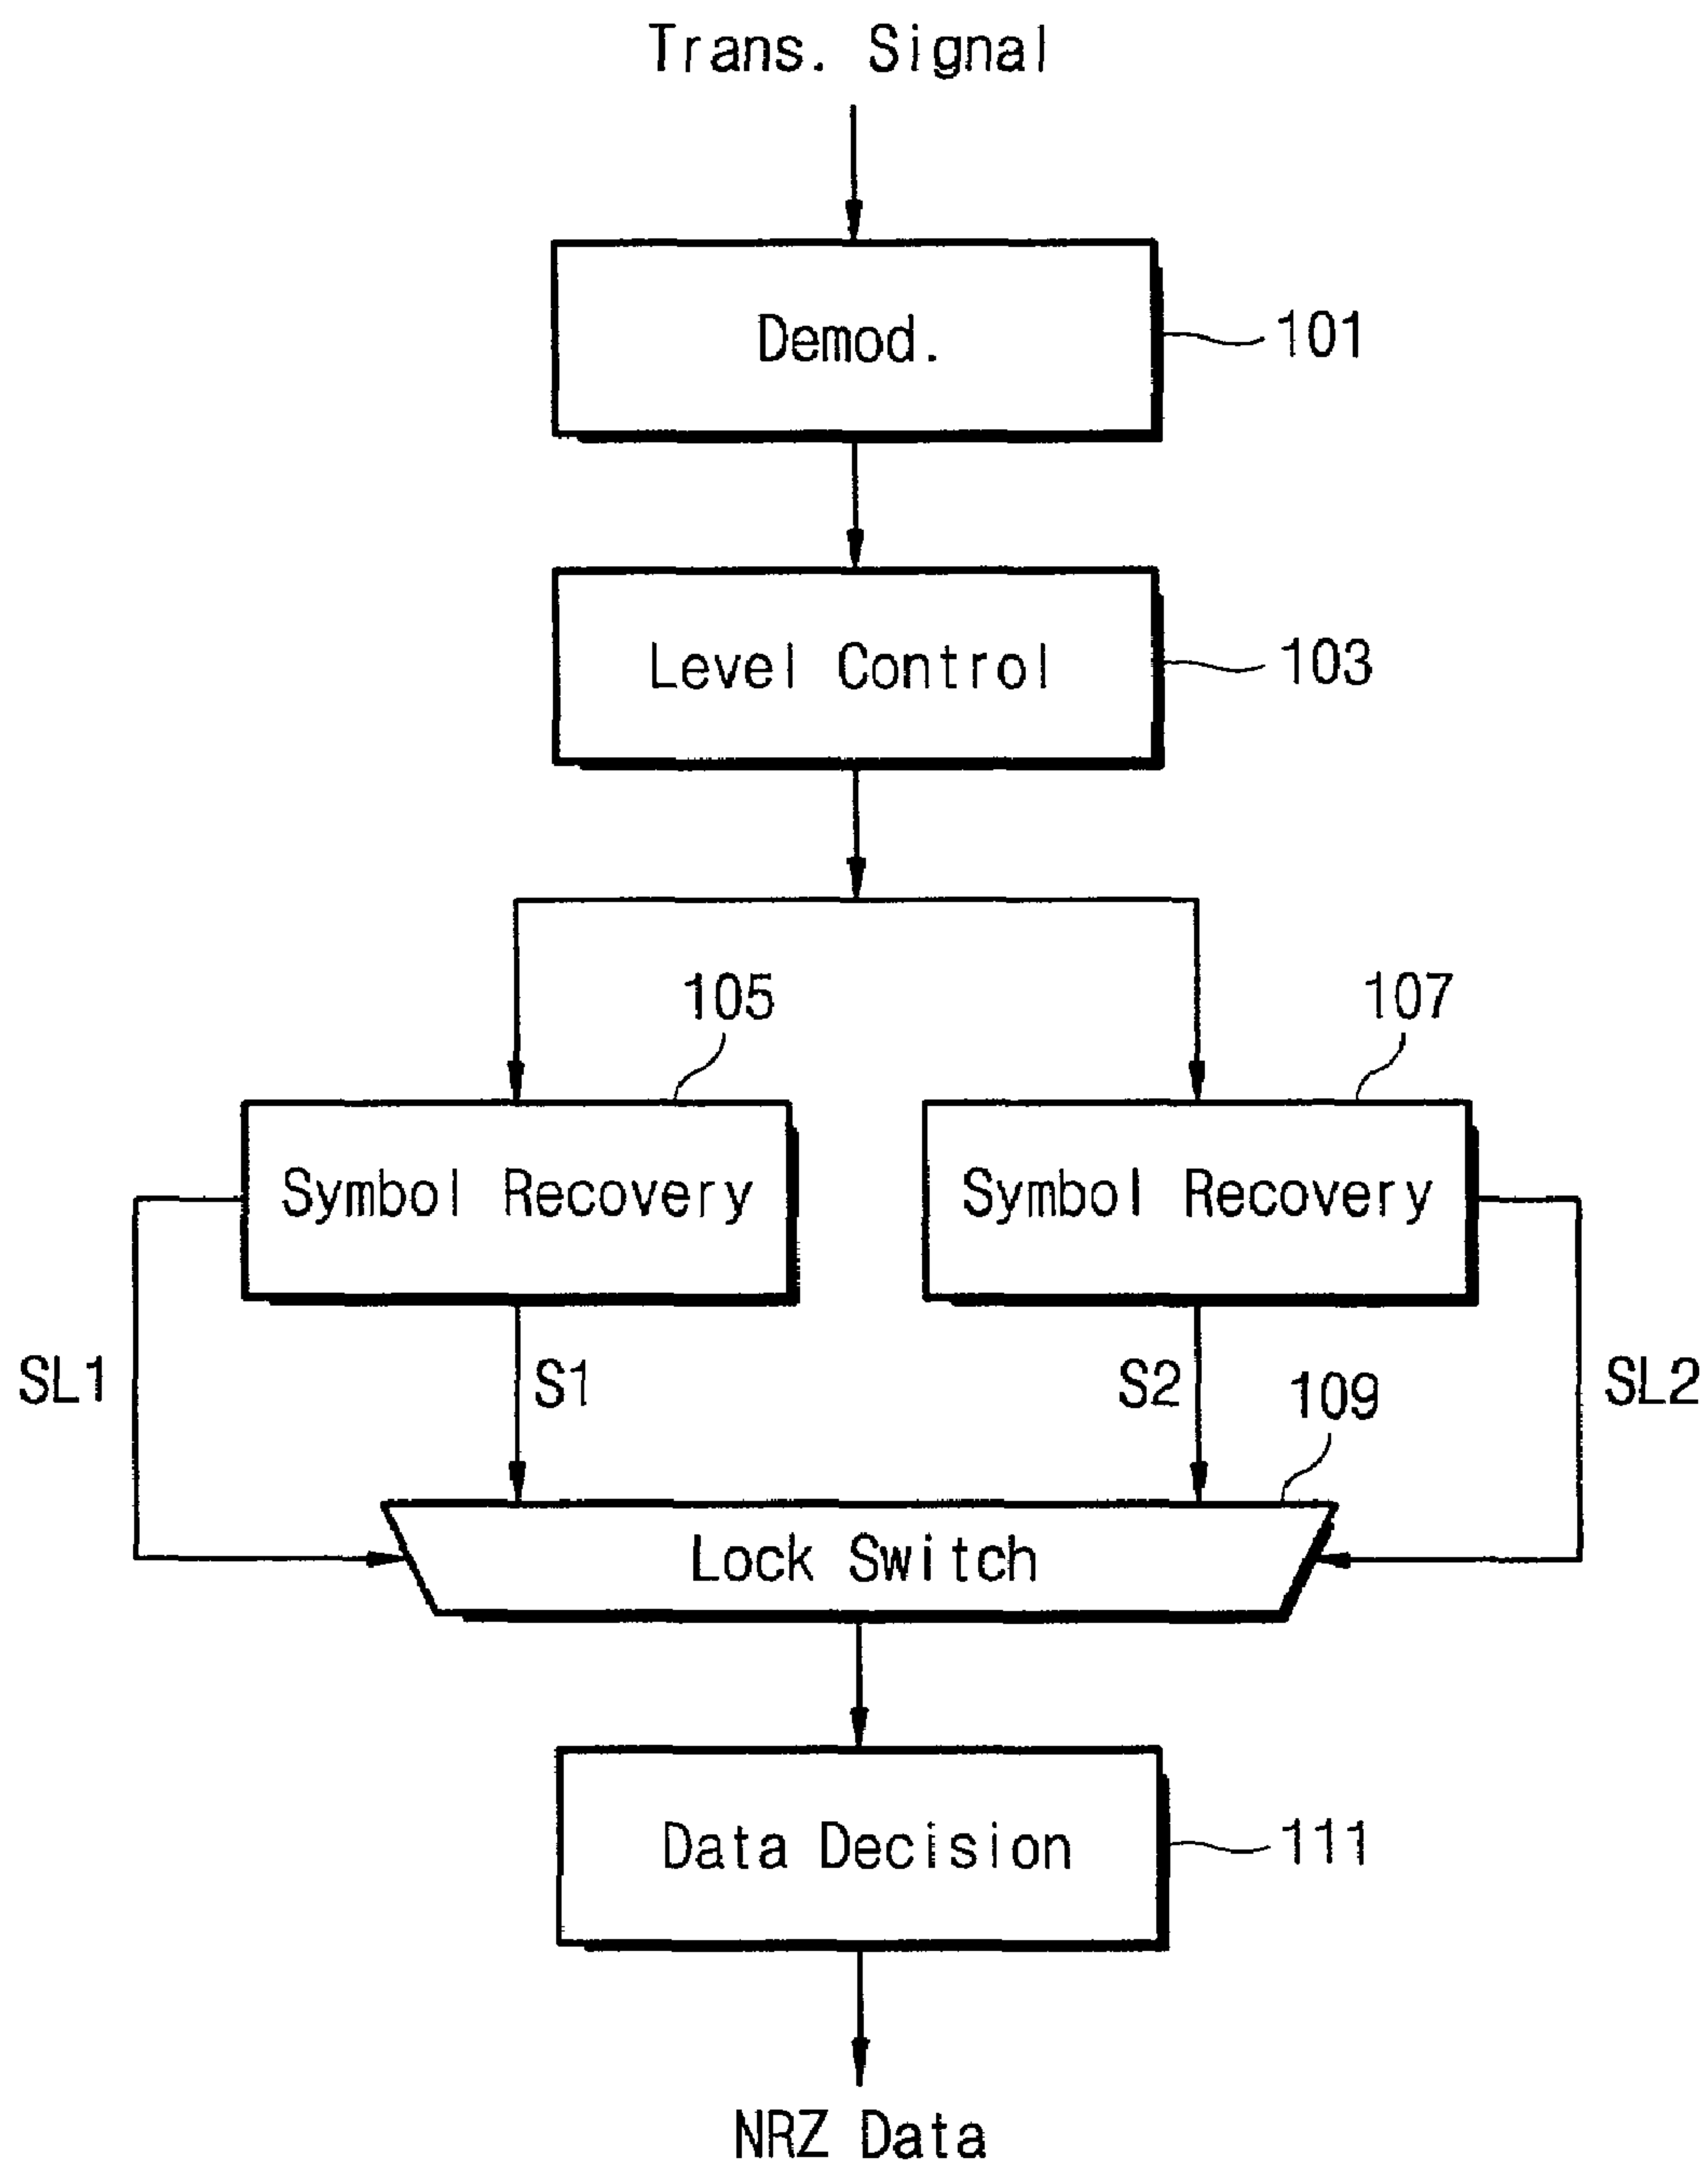 Trans. Signal
Demod.
101
Level Control
103
105
107
Symbol Recovery
Symbol Recovery
SL1
S1
S2
109
SL2
Lock Switch
Data Decision
111
NRZ Data